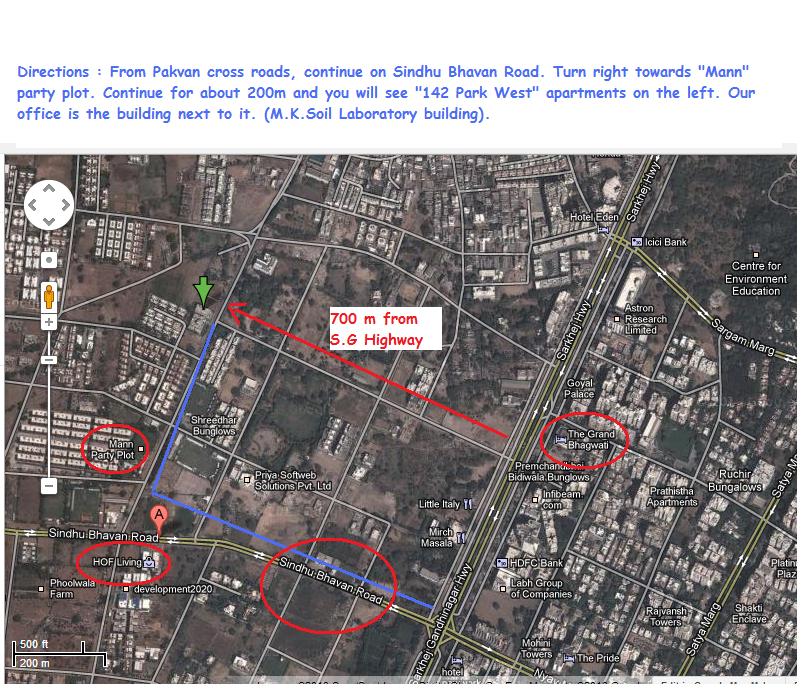 Directions : From Pakvan cross roads, continue on Sindhu Bhavan Road. Turn right towards "Mann"
party plot. Continue for about 200m and you will see "142 Park West" apartments on the left. Our
office is the building next to it. (M.K.Soil Laboratory building).
Sarkhej Hwy
Hotel Eden
Icici Bank
Centre for
Environment
Education
700 m from
S.G Highway
Sarkhej Hwy
Astron
Research
Limited
Sargam Marg
Goyal
Palace
Shreedhar
Bunglows
Mann
Party Plot
The Grand
Bhagwati
Premchandbhai
Bidiwala Bunglows
Priya Softweb
Solutions Pvt. Ltd
Ruchir
Bungalows
Prathistha
Apartments
Satya Ma
Little Italy
Infibeam.
com
A
Mirch
Masala
Sindhu Bhavan Road
HOF Living
Sindhu Bhavan Road
HDFC Bank
Platin
Plaz
Phoolwala
Farm
development2020
Labh Group
of Companies
Sarkhej Gandhinagar Hwy
Rajvansh
Towers
Shakti
Enclave
Satya Marg
500 ft
200 m
Mohini
Towers
The Pride
hotel